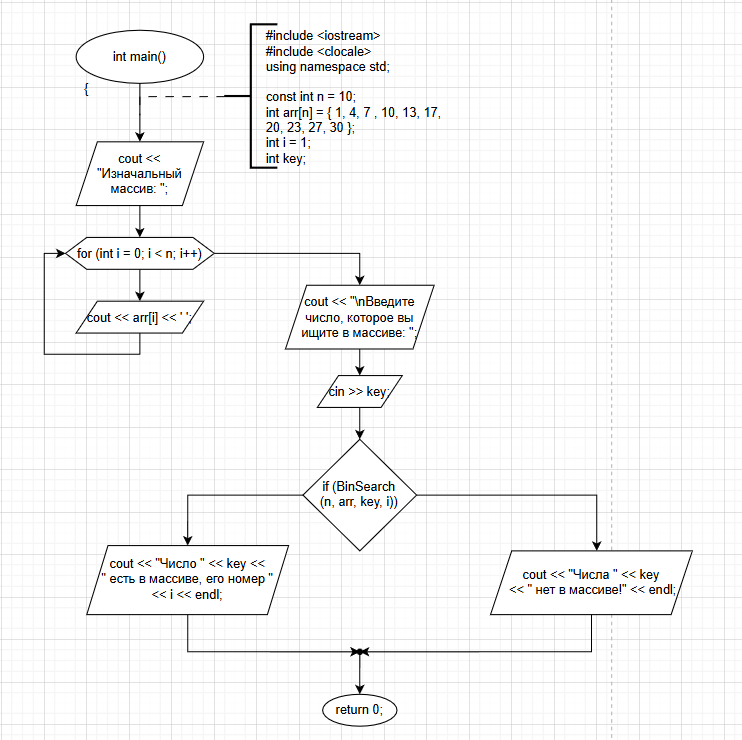 int main()
{
#include <iostream>
#include <clocale>
using namespace std;
const int n = 10;
int arr[n] = { 1, 4, 7 , 10, 13, 17,
20, 23, 27, 30 };
int i = 1;
int key;
cout <<
"Изначальный
массив: ";
for (int i = 0; i < n; i++)
cout << arr[i] << ' ';
cout << "\nВведите
число, которое вы
ищите в массиве: ";
cin >> key;
if (BinSearch
(n, arr, key, i))
cout << "Число " << key <<
" есть в массиве, его номер "
<< i << endl;
cout << "Числа " << key
<< " нет в массиве!" << endl;
return 0;